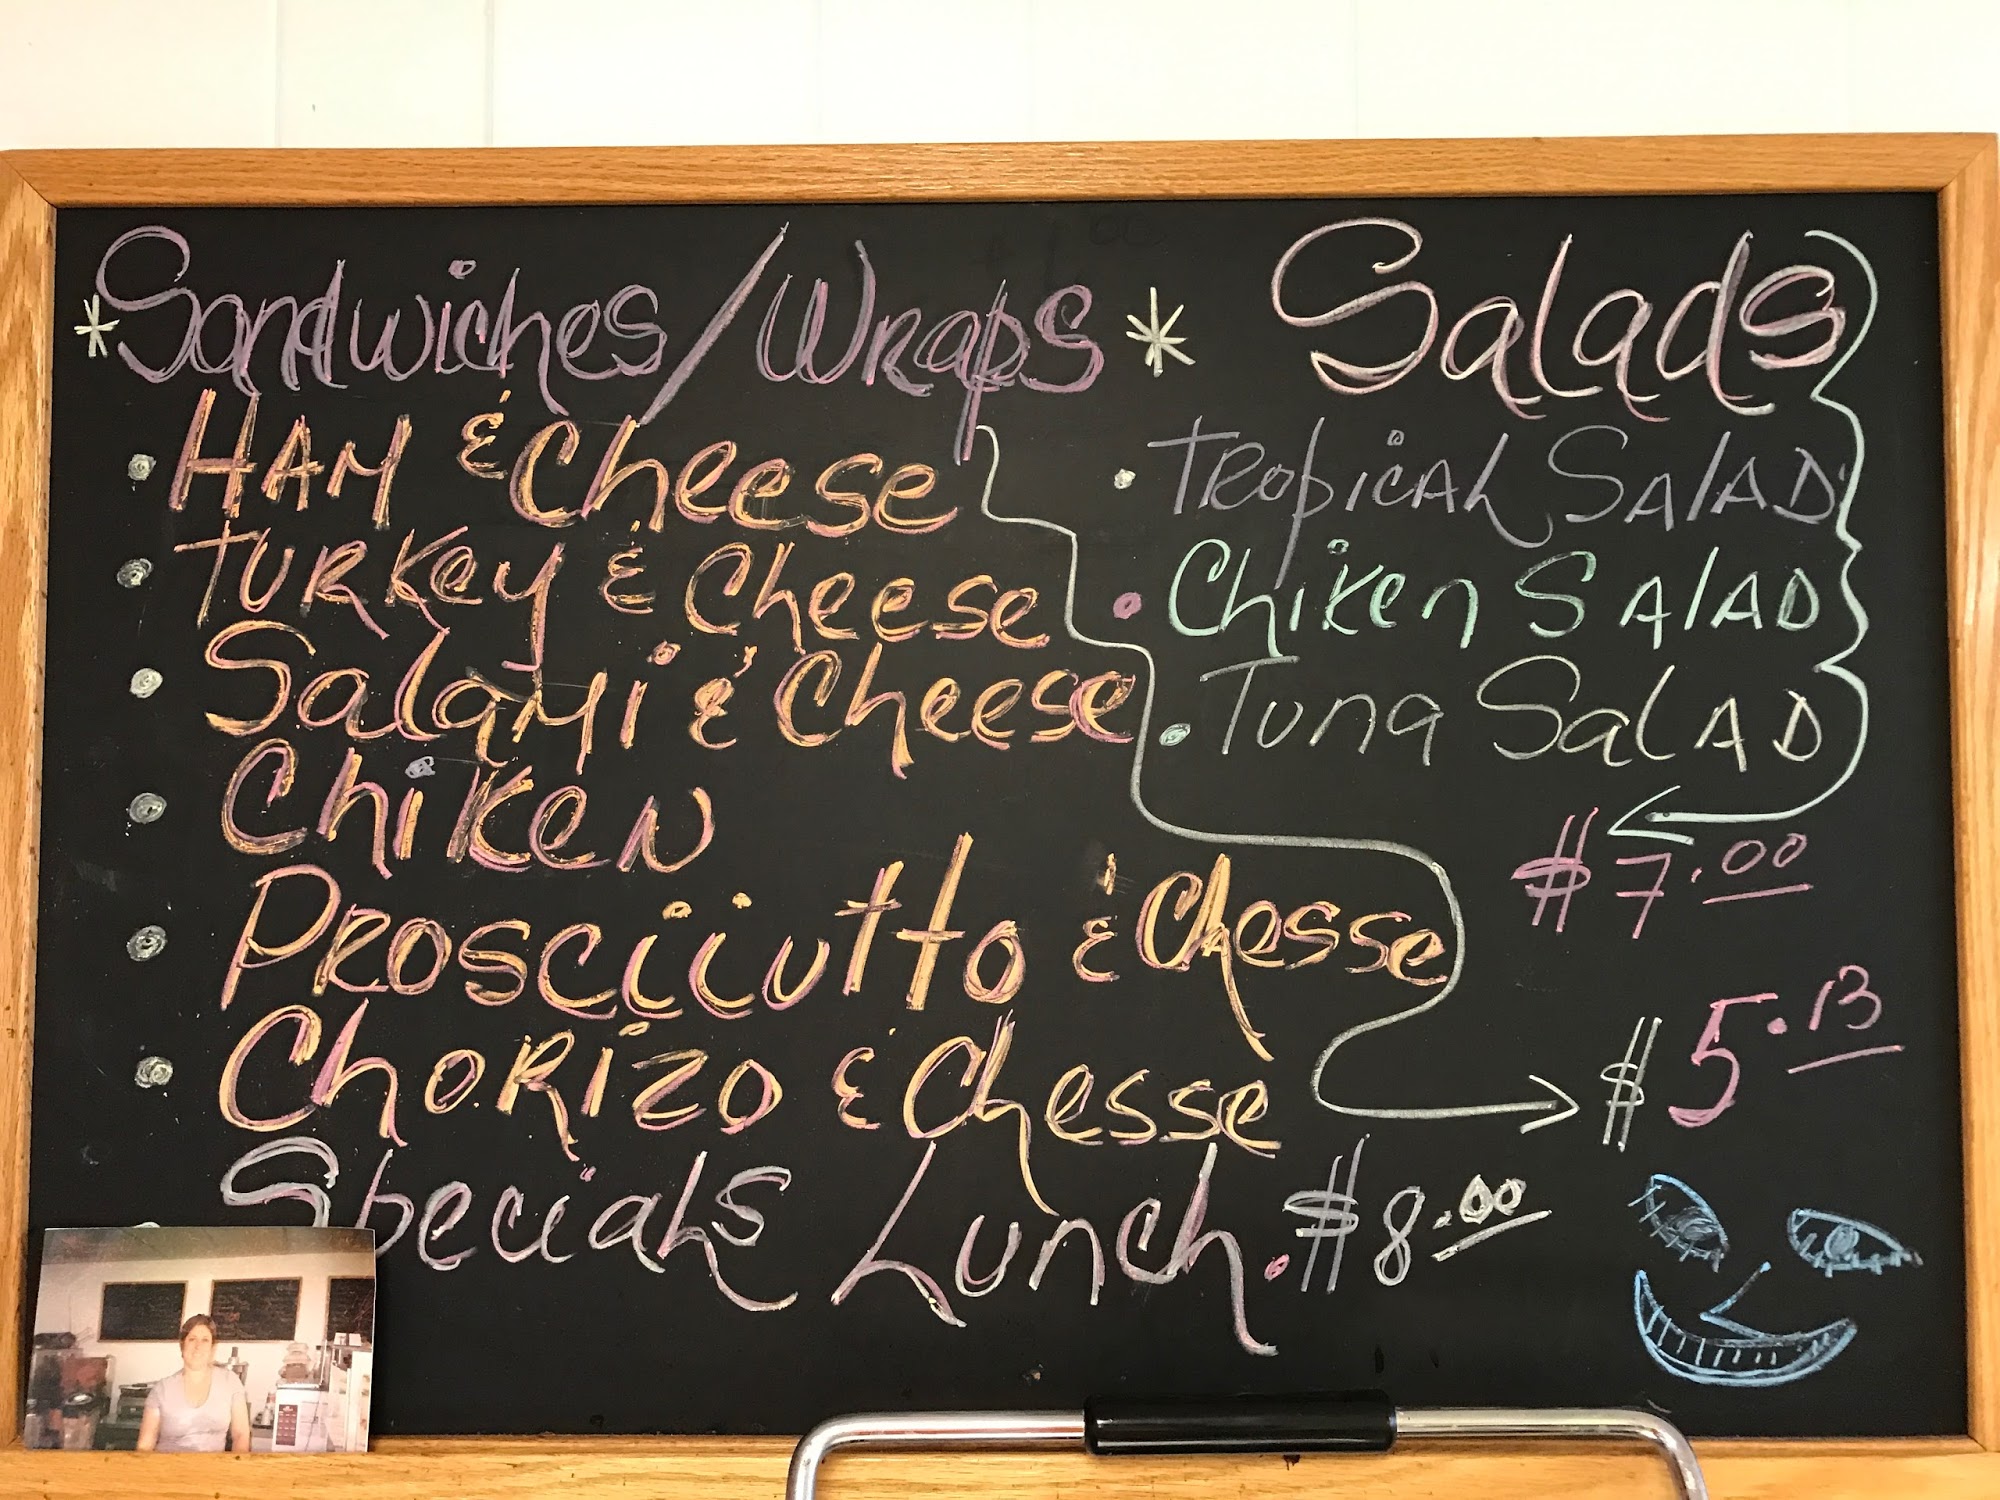 * Sandwiches/Wraps *
• HAM & Cheese
• TURKey & Cheese
• Salami & Cheese
• ChiKeN
• PROSciiutto & Chesse
• ChORIZO & Chesse
Specials Lunch. $8.00
Salads
• TROpICAL SALAD
• ChiKen SALAD
• Tuna SalAD
$7.00
$5.13